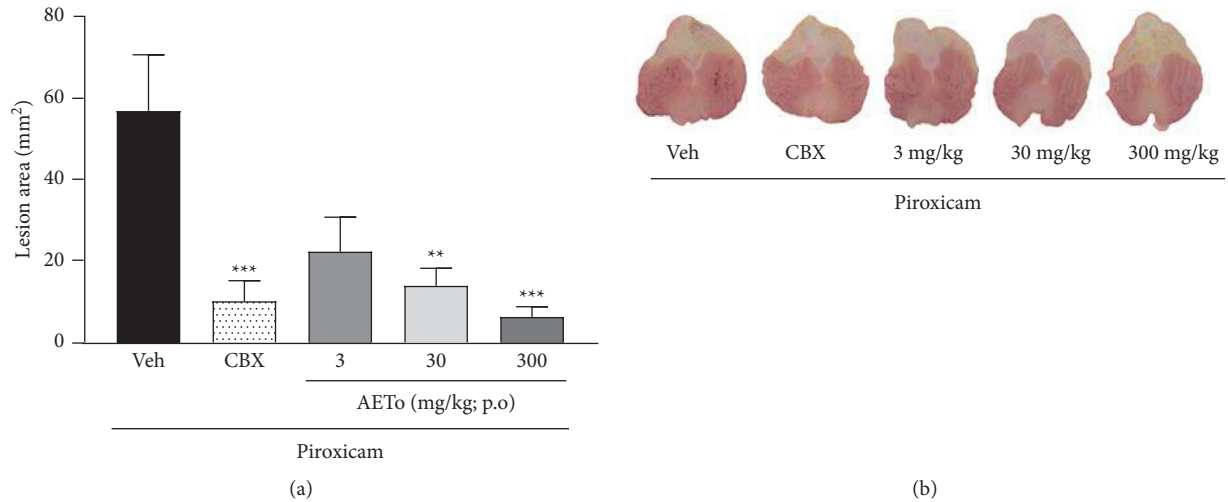 80
60
40
20
0
Lesion area (mm²)
***
**
***
Veh CBX 3 30 300
AETo (mg/kg; p.o)
Piroxicam
(a)
Veh CBX 3 mg/kg 30 mg/kg 300 mg/kg
Piroxicam
(b)